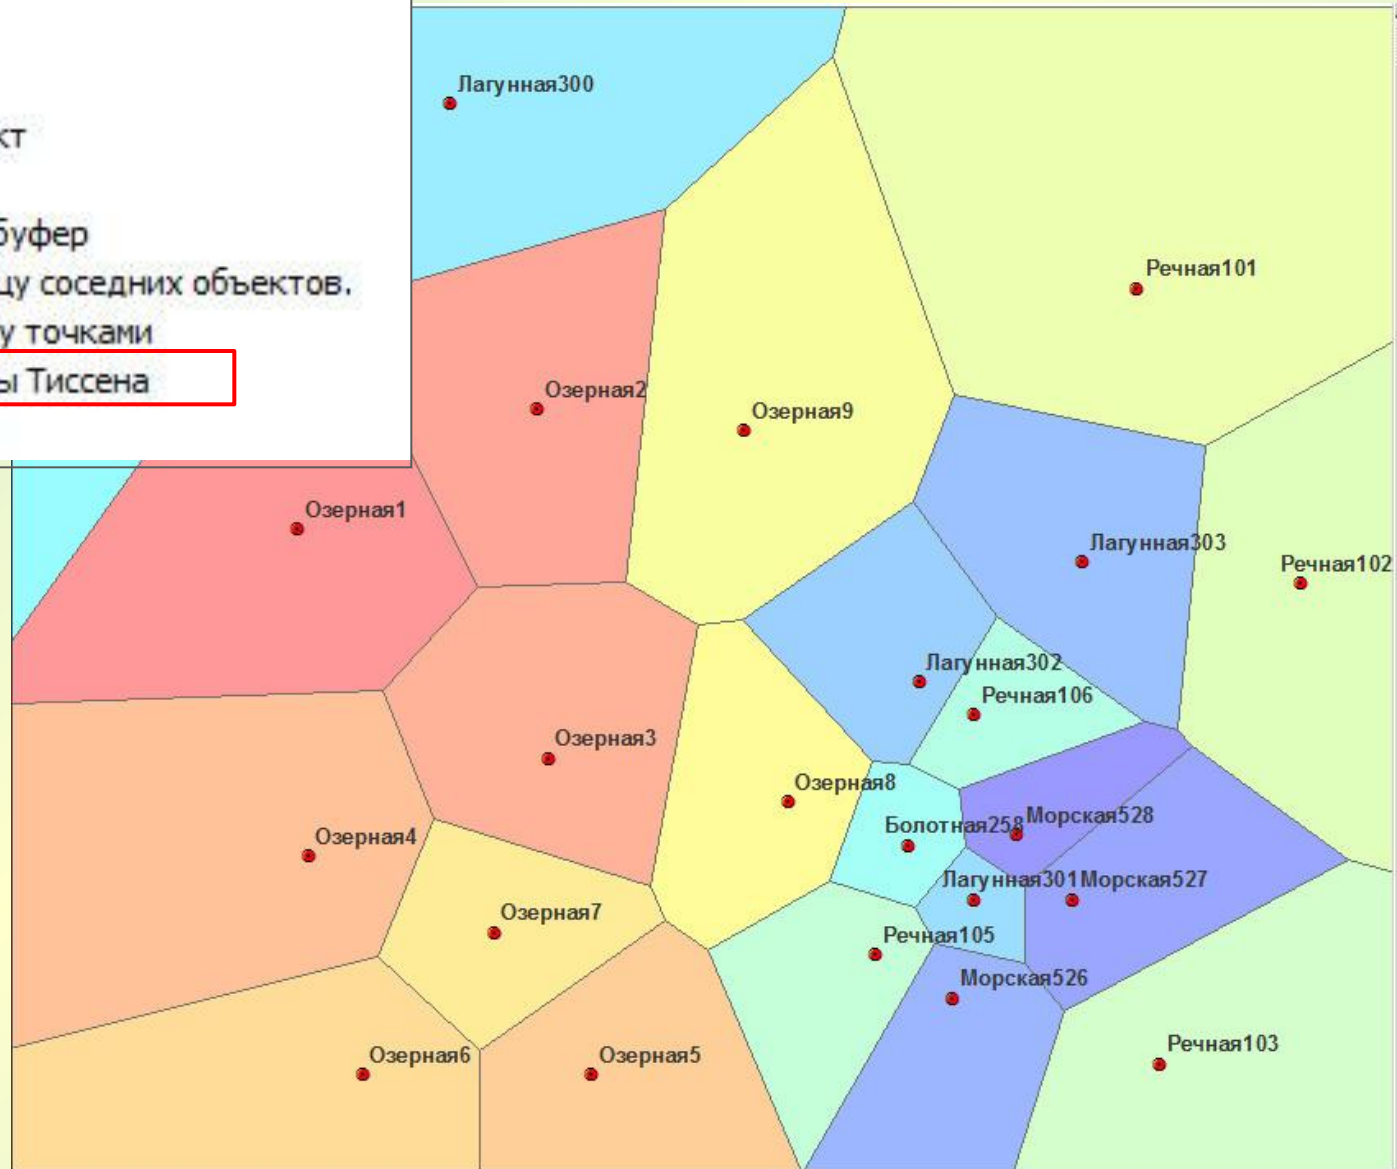 кт
буфер
цу соседних объектов.
у точками
ы Тиссена
Лагунная300
Речная101
Озерная2
Озерная9
Озерная1
Лагунная303
Речная102
Лагунная302
Речная106
Озерная3
Озерная8
Морская528
Болотная258
Озерная4
Лагунная301
Морская527
Озерная7
Речная105
Морская526
Речная103
Озерная6
Озерная5